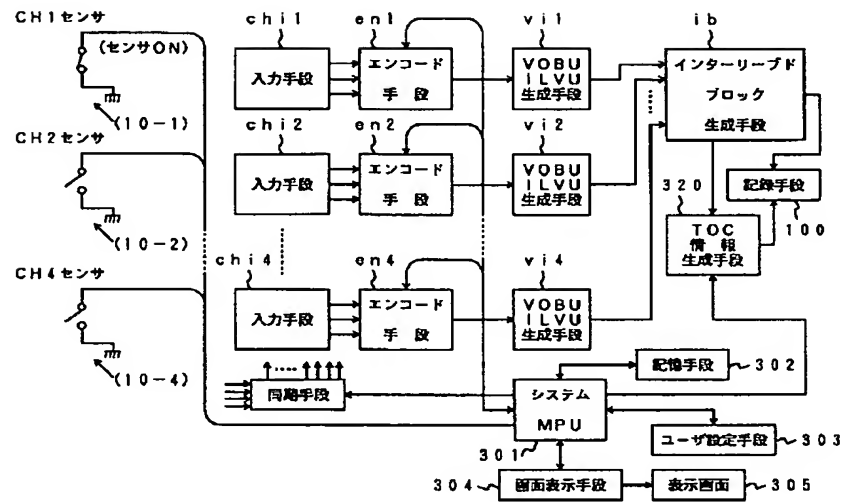 CH1センサ
(センサON)
(10-1)
CH2センサ
(10-2)
CH4センサ
(10-4)
chi1
入力手段
en1
エンコード
手段
vi1
VOBU
ILVU
生成手段
ib
インターリーブド
ブロック
生成手段
chi2
入力手段
en2
エンコード
手段
vi2
VOBU
ILVU
生成手段
320
TOC
情報
生成手段
記録手段
100
chi4
入力手段
en4
エンコード
手段
vi4
VOBU
ILVU
生成手段
同期手段
システム
MPU
301
記憶手段
302
ユーザ設定手段
303
304
画面表示手段
表示画面
305